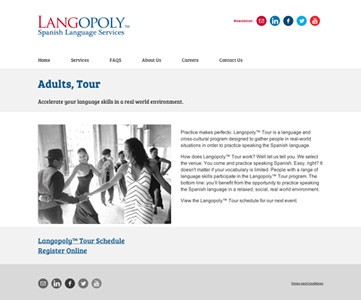 LANGOPOLY™
Spanish Language Services
Newsletter:
Home Services FAQS About Us Careers Contact Us
Adults, Tour
Accelerate your language skills in a real world environment.
Practice makes perfects. Langopoly™ Tour is a language and
cross-cultural program designed to gather people in real-world
situations in order to practice speaking the Spanish language.
How does Langopoly™ Tour work? Well let us tell you. We select
the venue. You come and practice speaking Spanish. Easy, right? It
doesn't matter if your vocabulary is limited. People with a range of
language skills participate in the Langopoly™ Tour program. The
bottom line: you'll benefit from the opportunity to practice speaking
the Spanish language in a relaxed, social, real world environment.
View the Langopoly™ Tour schedule for our next event.
Langopoly™ Tour Schedule
Register Online
Terms and Conditions